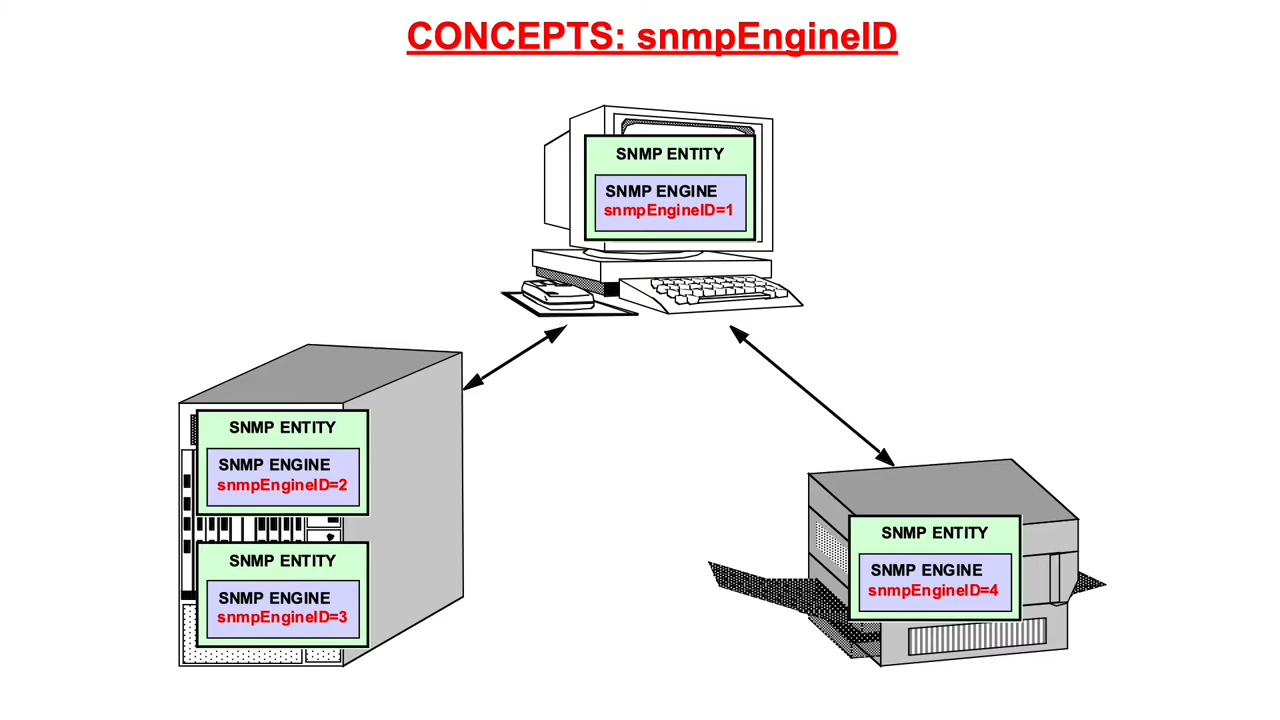 CONCEPTS: snmpEngineID
SNMP ENTITY
SNMP ENGINE
snmpEngineID=1
SNMP ENTITY
SNMP ENGINE
snmpEngineID=2
SNMP ENTITY
SNMP ENGINE
snmpEngineID=3
SNMP ENTITY
SNMP ENGINE
snmpEngineID=4